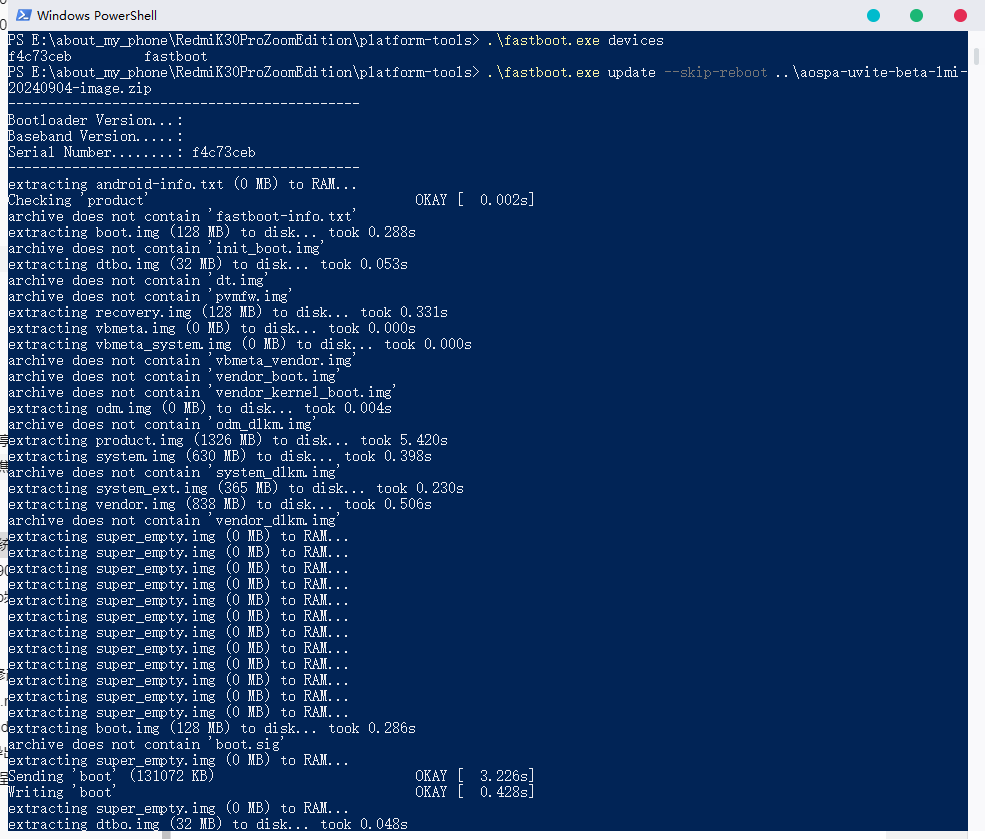 Windows PowerShell
PS E:\about_my_phone\RedmiK30ProZoomEdition\platform-tools> .\fastboot.exe devices
f4c73ceb         fastboot
PS E:\about_my_phone\RedmiK30ProZoomEdition\platform-tools> .\fastboot.exe update --skip-reboot ..\aospa-uvite-beta-lmi-
20240904-image.zip
--------------------------------------------
Bootloader Version...:
Baseband Version.....:
Serial Number........: f4c73ceb
--------------------------------------------
extracting android-info.txt (0 MB) to RAM...
Checking 'product'                                 OKAY [  0.002s]
archive does not contain 'fastboot-info.txt'
extracting boot.img (128 MB) to disk... took 0.288s
archive does not contain 'init_boot.img'
extracting dtbo.img (32 MB) to disk... took 0.053s
archive does not contain 'dt.img'
archive does not contain 'pvmfw.img'
extracting recovery.img (128 MB) to disk... took 0.331s
extracting vbmeta.img (0 MB) to disk... took 0.000s
extracting vbmeta_system.img (0 MB) to disk... took 0.000s
archive does not contain 'vbmeta_vendor.img'
archive does not contain 'vendor_boot.img'
archive does not contain 'vendor_kernel_boot.img'
extracting odm.img (0 MB) to disk... took 0.004s
archive does not contain 'odm_dlkm.img'
extracting product.img (1326 MB) to disk... took 5.420s
extracting system.img (630 MB) to disk... took 0.398s
archive does not contain 'system_dlkm.img'
extracting system_ext.img (365 MB) to disk... took 0.230s
extracting vendor.img (838 MB) to disk... took 0.506s
archive does not contain 'vendor_dlkm.img'
extracting super_empty.img (0 MB) to RAM...
extracting super_empty.img (0 MB) to RAM...
extracting super_empty.img (0 MB) to RAM...
extracting super_empty.img (0 MB) to RAM...
extracting super_empty.img (0 MB) to RAM...
extracting super_empty.img (0 MB) to RAM...
extracting super_empty.img (0 MB) to RAM...
extracting super_empty.img (0 MB) to RAM...
extracting super_empty.img (0 MB) to RAM...
extracting super_empty.img (0 MB) to RAM...
extracting super_empty.img (0 MB) to RAM...
extracting super_empty.img (0 MB) to RAM...
extracting boot.img (128 MB) to disk... took 0.286s
archive does not contain 'boot.sig'
extracting super_empty.img (0 MB) to RAM...
Sending 'boot' (131072 KB)                         OKAY [  3.226s]
Writing 'boot'                                     OKAY [  0.428s]
extracting super_empty.img (0 MB) to RAM...
extracting dtbo.img (32 MB) to disk... took 0.048s